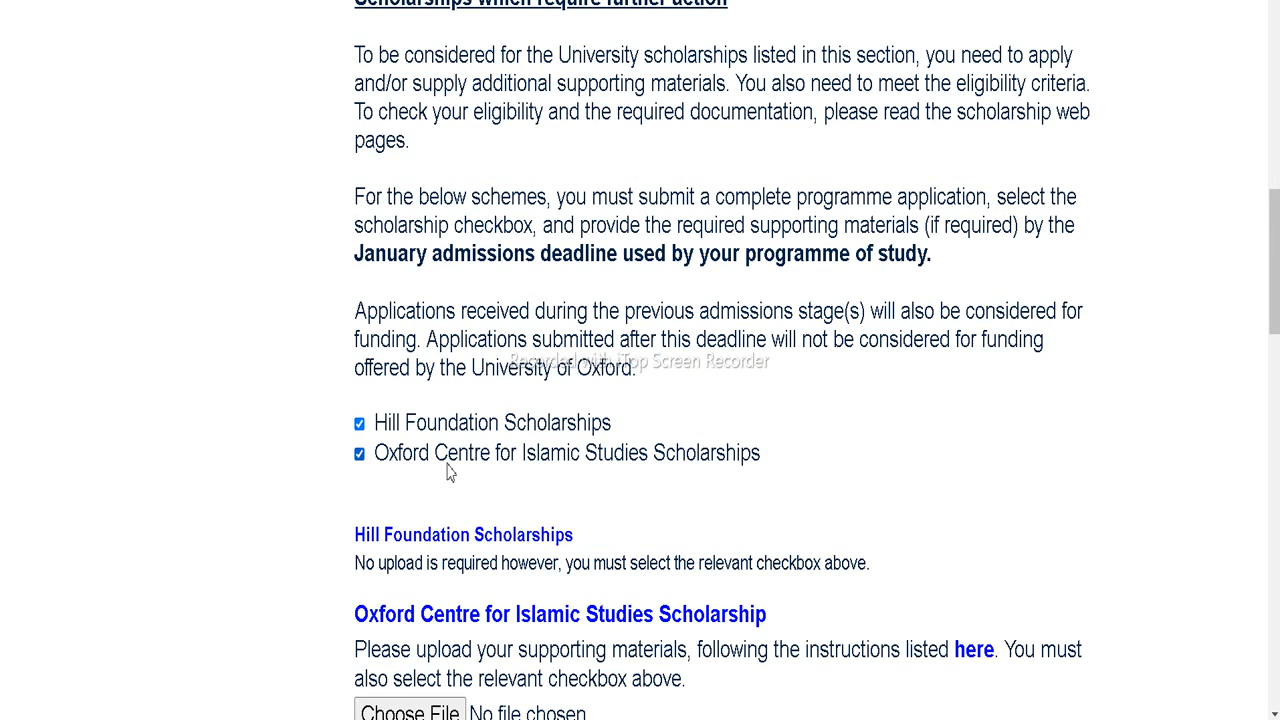 Scholarships which require further action
To be considered for the University scholarships listed in this section, you need to apply
and/or supply additional supporting materials. You also need to meet the eligibility criteria.
To check your eligibility and the required documentation, please read the scholarship web
pages.
For the below schemes, you must submit a complete programme application, select the
scholarship checkbox, and provide the required supporting materials (if required) by the
January admissions deadline used by your programme of study.
Applications received during the previous admissions stage(s) will also be considered for
funding. Applications submitted after this deadline will not be considered for funding
offered by the University of Oxford.
Recorded with iTop Screen Recorder
Hill Foundation Scholarships
Oxford Centre for Islamic Studies Scholarships
Hill Foundation Scholarships
No upload is required however, you must select the relevant checkbox above.
Oxford Centre for Islamic Studies Scholarship
Please upload your supporting materials, following the instructions listed here. You must
also select the relevant checkbox above.
Choose File No file chosen